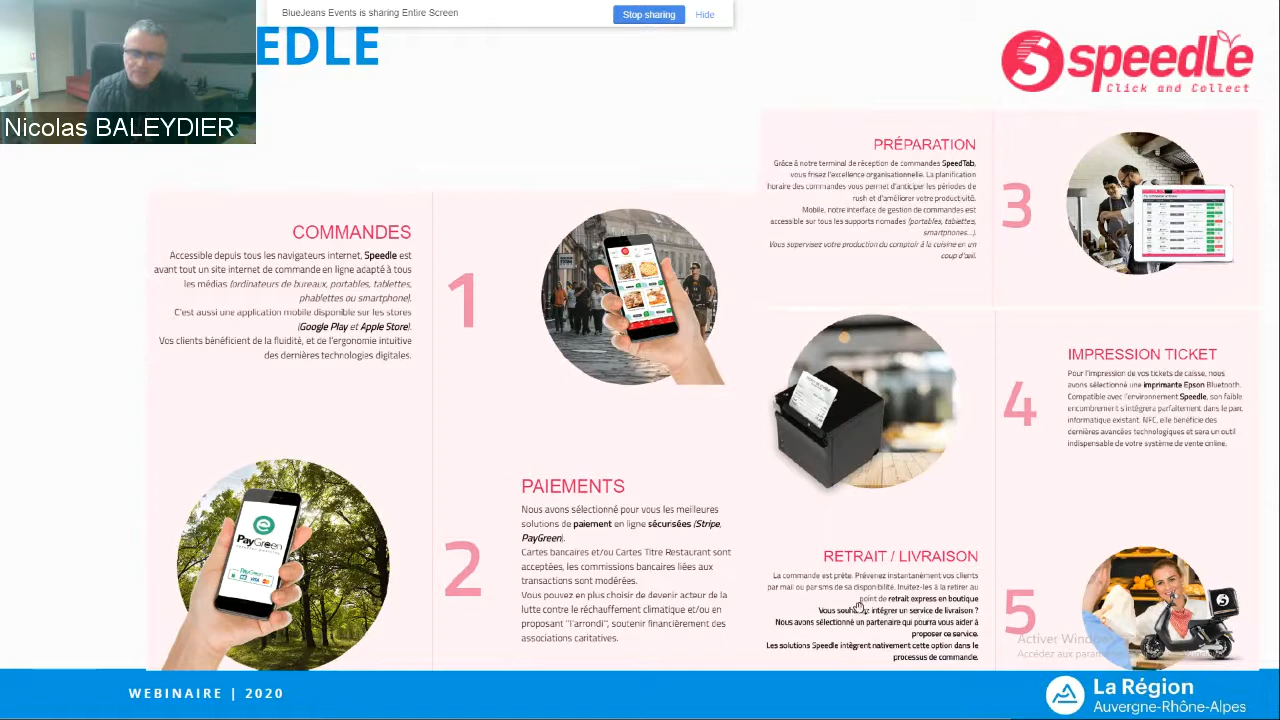 BlueJeans Events is sharing Entire Screen
Stop sharing
Hide
EDLE
Nicolas BALEYDIER
speedLe
Click and Collect
COMMANDES
Accessible depuis tous les navigateurs internet, Speedle est
avant tout un site internet de commande en ligne adapté à tous
les médias (ordinateurs de bureaux, portables, tablettes,
phablettes ou smartphone).
C'est aussi une application mobile disponible sur les stores
(Google Play et Apple Store).
Vos clients bénéficient de la fluidité, et de l'ergonomie intuitive
des dernières technologies digitales.
1
PayGreen
PayGreen
VISA
2
PAIEMENTS
Nous avons sélectionné pour vous les meilleures
solutions de paiement en ligne sécurisées (Stripe,
PayGreen).
Cartes bancaires et/ou Cartes Titre Restaurant sont
acceptées, les commissions bancaires liées aux
transactions sont modérées.
Vous pouvez en plus choisir de devenir acteur de la
lutte contre le réchauffement climatique et/ou en
proposant "l'arrondi", soutenir financièrement des
associations caritatives.
PRÉPARATION
Grâce à notre terminal de réception de commandes SpeedTab,
vous frisez l'excellence organisationnelle. La planification
horaire des commandes vous permet d'anticiper les périodes de
rush et d'améliorer votre productivité.
Mobile, notre interface de gestion de commandes est
accessible sur tous les supports nomades (portables, tablettes,
smartphones...).
Vous supervisez votre production du comptoir à la cuisine en un
coup d'œil.
3
4
IMPRESSION TICKET
Pour l'impression de vos tickets de caisse, nous
avons sélectionné une imprimante Epson Bluetooth.
Compatible avec l'environnement Speedle, son faible
encombrement s'intégrera parfaitement dans le parc
informatique existant. NFC, elle bénéficie des
dernières avancées technologiques et sera un outil
indispensable de votre système de vente online.
RETRAIT / LIVRAISON
La commande est prête. Prévenez instantanément vos clients
par mail ou par sms de sa disponibilité. Invitez-les à la retirer au
point de retrait express en boutique
Vous souhaitez intégrer un service de livraison ?
Nous avons sélectionné un partenaire qui pourra vous aider à
proposer ce service.
Les solutions Speedle intègrent nativement cette option dans le
processus de commande.
5
Activer Windows
Accédez aux
WEBINAIRE | 2020
La Région
Auvergne-Rhône-Alpes